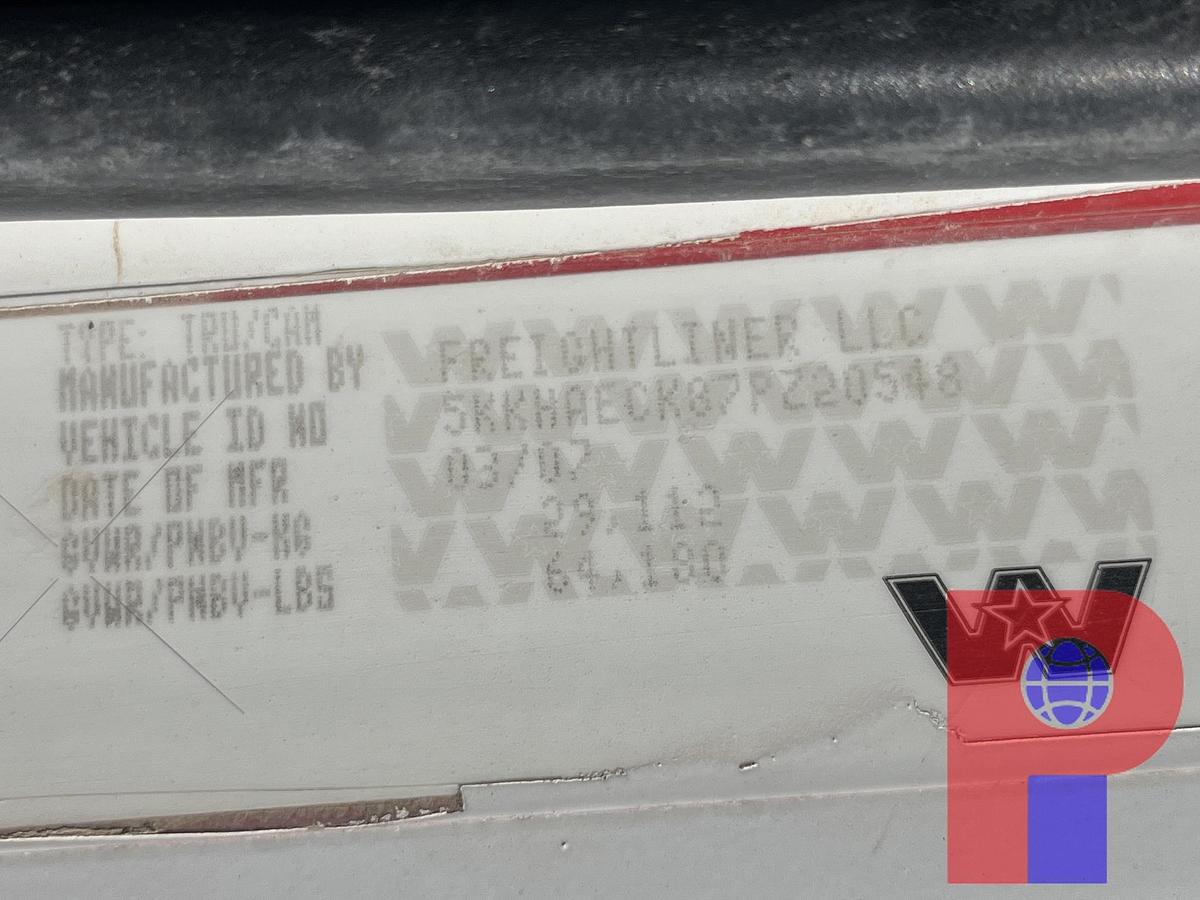 TYPE: TRU/CAM
MANUFACTURED BY FREIGHTLINER LLC
VEHICLE ID NO 5KKHAECK87PZ20548
DATE OF MFR 03/07
GVWR/PNBV-KG 29,112
GVWR/PNBV-LBS 64,180